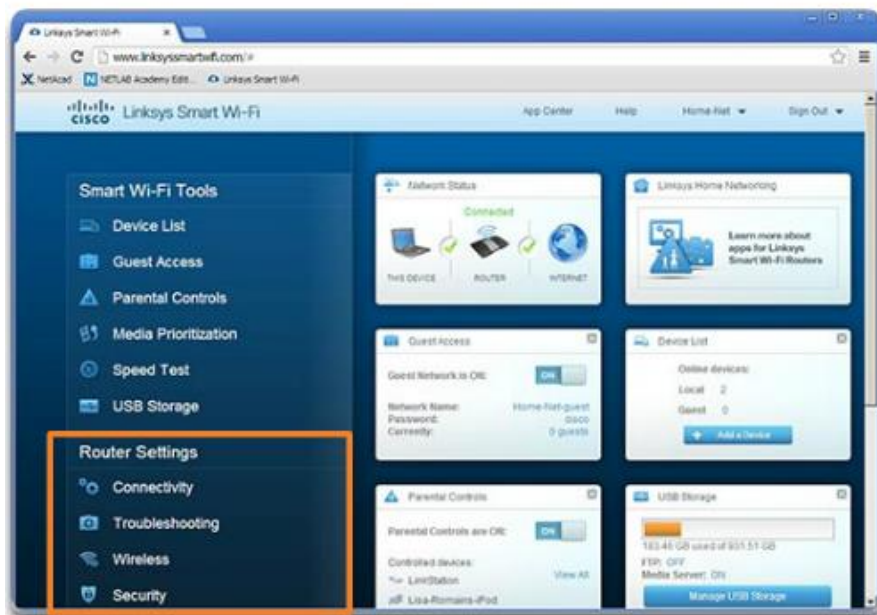 Linksys Smart Wi-Fi
www.linksyssmartwifi.com/#
NetAcad NETLAB Academy Edit... Linksys Smart Wi-Fi
cisco Linksys Smart Wi-Fi
App Center Help Home-Net Sign Out
Smart Wi-Fi Tools
Device List
Guest Access
Parental Controls
Media Prioritization
Speed Test
USB Storage
Router Settings
Connectivity
Troubleshooting
Wireless
Security
Network Status
Connected
THIS DEVICE ROUTER INTERNET
Linksys Home Networking
Learn more about
apps for Linksys
Smart Wi-Fi Routers
Guest Access
Guest Network is ON: ON
Network Name: Home-Net-guest
Password: cisco
Currently: 0 guests
Device List
Online devices:
Local 2
Guest 0
+ Add a Device
Parental Controls
Parental Controls are ON: ON
Controlled devices:
LinkStation View All
Lisa-Romains-iPod
USB Storage
GB used of 931.51 GB
FTP: OFF
Media Server: ON
Manage USB Storage